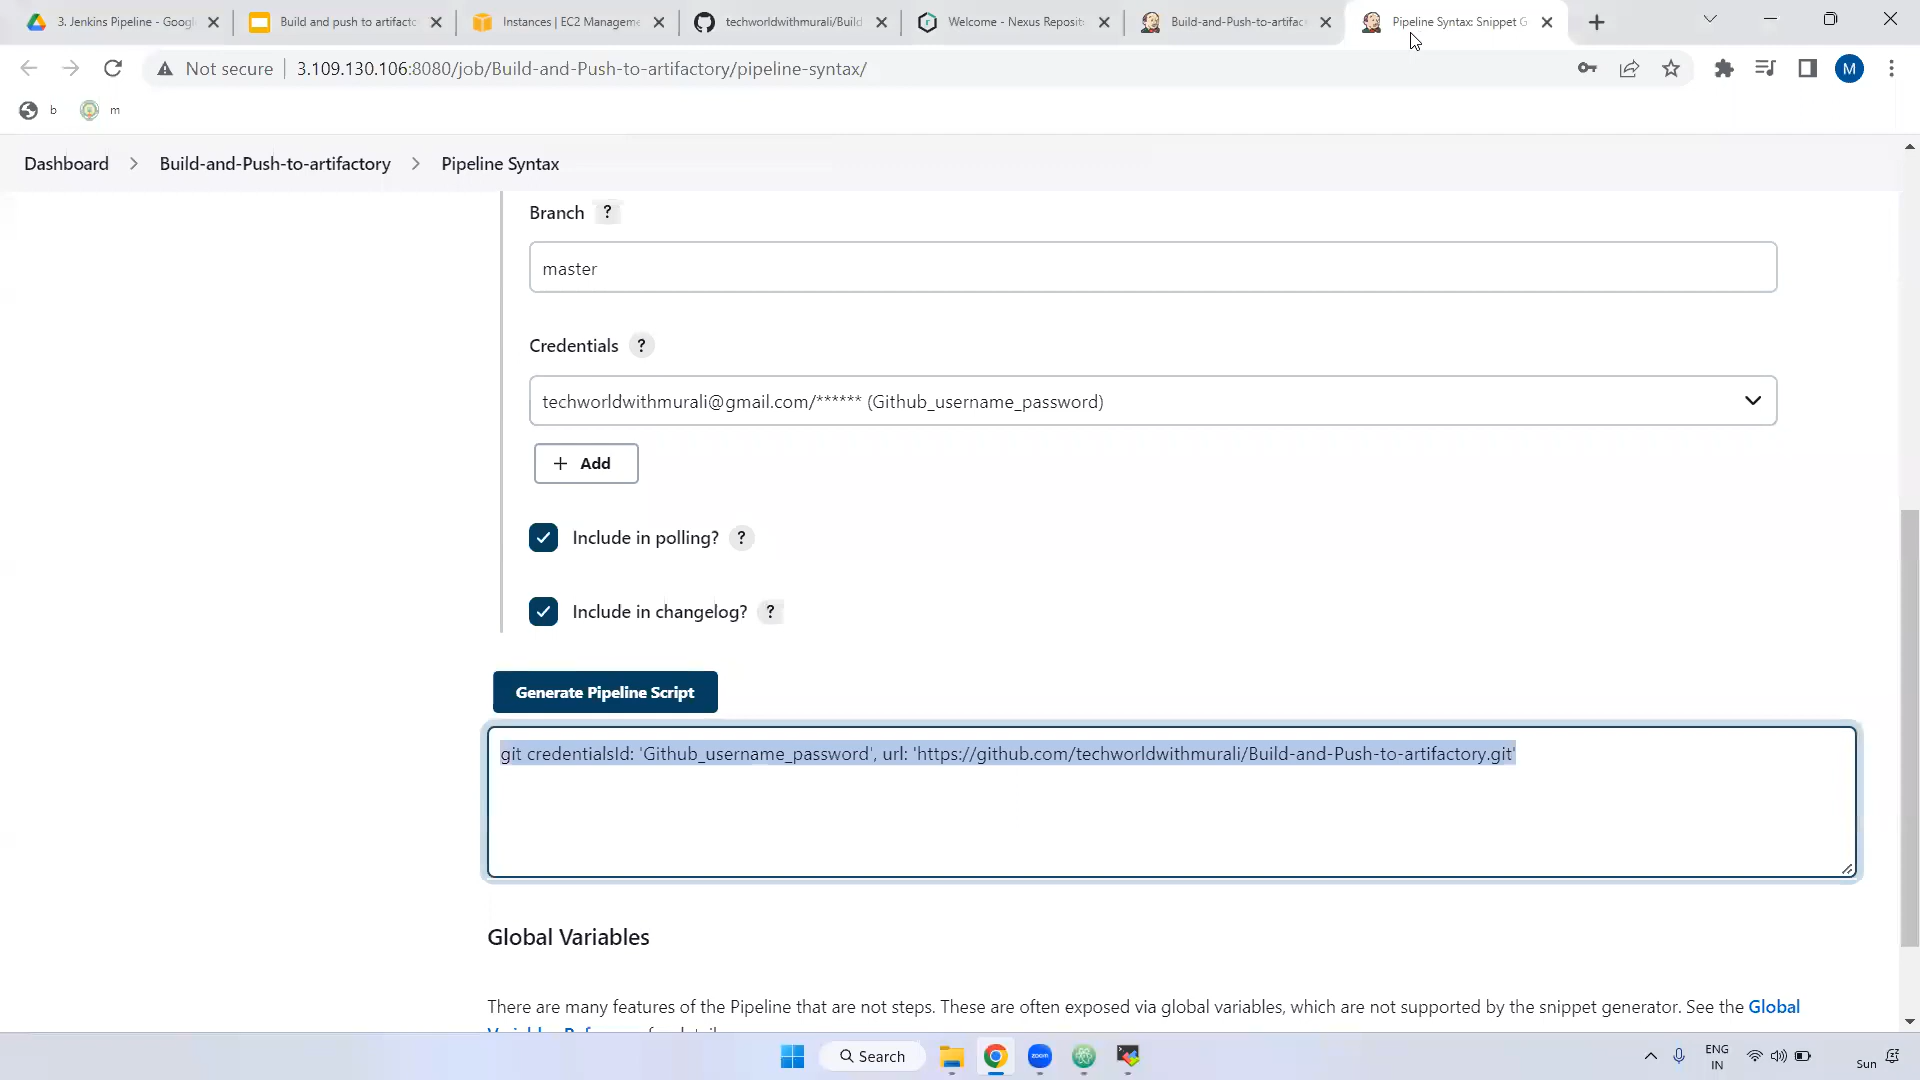 3. Jenkins Pipeline - Googl
Build and push to artifacto
Instances | EC2 Manageme
techworldwithmurali/Build
Welcome - Nexus Reposito
Build-and-Push-to-artifac
Pipeline Syntax: Snippet G
Not secure
3.109.130.106:8080/job/Build-and-Push-to-artifactory/pipeline-syntax/
M
b
m
Dashboard
Build-and-Push-to-artifactory
Pipeline Syntax
Branch ?
master
Credentials ?
techworldwithmurali@gmail.com/****** (Github_username_password)
+ Add
Include in polling? ?
Include in changelog? ?
Generate Pipeline Script
git credentialsId: 'Github_username_password', url: 'https://github.com/techworldwithmurali/Build-and-Push-to-artifactory.git'
Global Variables
There are many features of the Pipeline that are not steps. These are often exposed via global variables, which are not supported by the snippet generator. See the Global
Search
zoom
ENG
IN
Sun